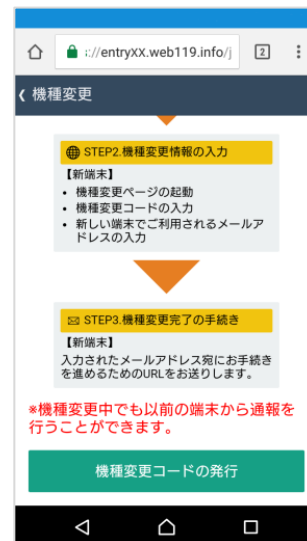 ://entryXX.web119.info/j
2
機種変更
STEP2.機種変更情報の入力
【新端末】
• 機種変更ページの起動
• 機種変更コードの入力
• 新しい端末でご利用されるメールア
ドレスの入力
STEP3.機種変更完了の手続き
【新端末】
入力されたメールアドレス宛にお手続き
を進めるためのURLをお送りします。
*機種変更中でも以前の端末から通報を
行うことができます。
機種変更コードの発行